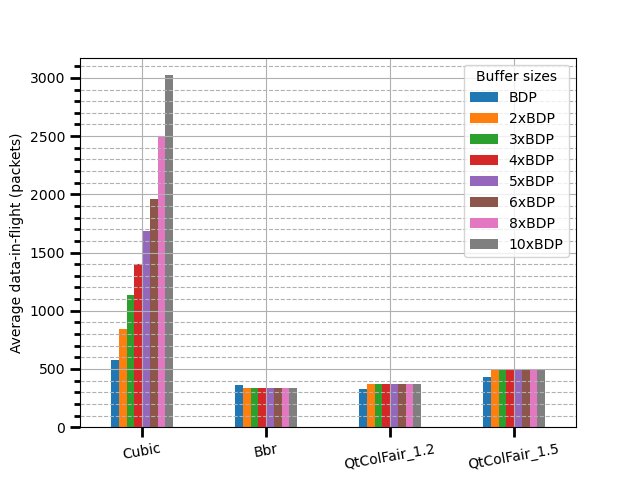 Average data-in-flight (packets)
3000
2500
2000
1500
1000
500
0
Cubic
Bbr
QtColFair_1.2
QtColFair_1.5
Buffer sizes
BDP
2xBDP
3xBDP
4xBDP
5xBDP
6xBDP
8xBDP
10xBDP